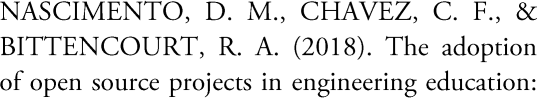 NASCIMENTO, D. M., CHAVEZ, C. F., &
BITTENCOURT, R. A. (2018). The adoption
of open source projects in engineering education: